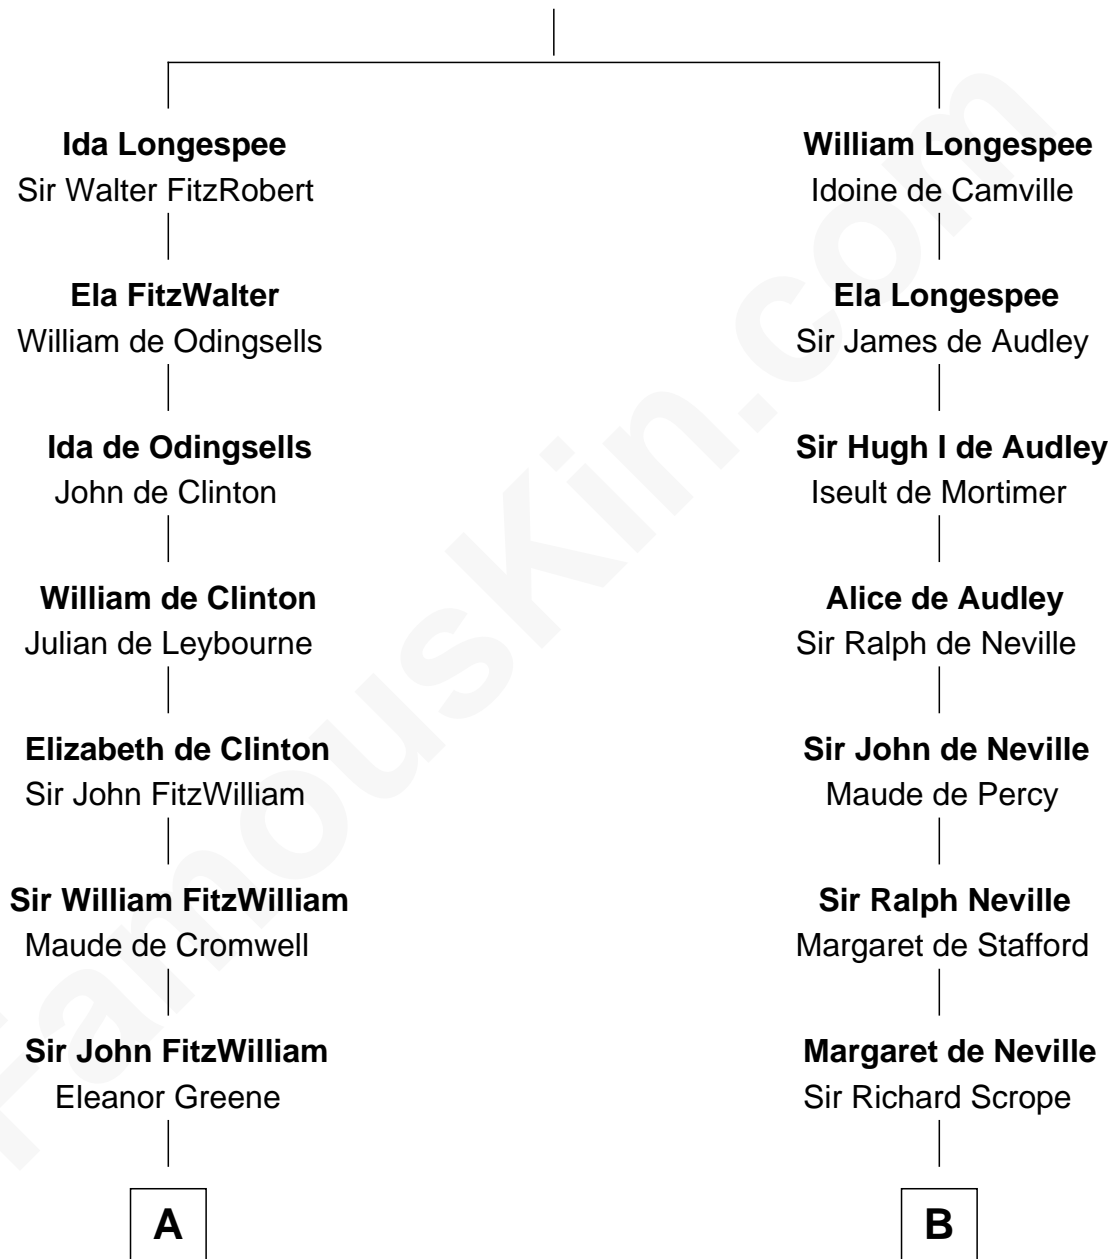 Ida Longespee
Sir Walter FitzRobert
Ela FitzWalter
William de Odingsells
Ida de Odingsells
John de Clinton
William de Clinton
Julian de Leybourne
Elizabeth de Clinton
Sir John FitzWilliam
Sir William FitzWilliam
Maude de Cromwell
Sir John FitzWilliam
Eleanor Greene
A
William Longespee
Idoine de Camville
Ela Longespee
Sir James de Audley
Sir Hugh I de Audley
Iseult de Mortimer
Alice de Audley
Sir Ralph de Neville
Sir John de Neville
Maude de Percy
Sir Ralph Neville
Margaret de Stafford
Margaret de Neville
Sir Richard Scrope
B
FamousKin.com